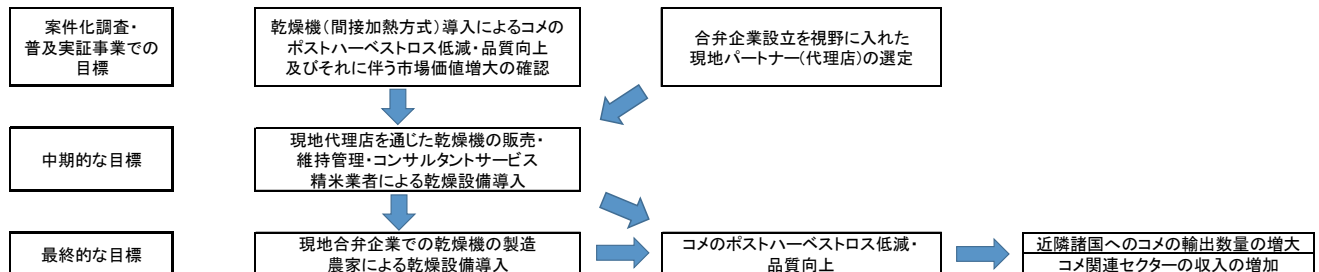 案件化調査・
普及実証事業での
目標
乾燥機(間接加熱方式)導入によるコメの
ポストハーベストロス低減・品質向上
及びそれに伴う市場価値増大の確認
合弁企業設立を視野に入れた
現地パートナー(代理店)の選定
中期的な目標
現地代理店を通じた乾燥機の販売・
維持管理・コンサルタントサービス
精米業者による乾燥設備導入
最終的な目標
現地合弁企業での乾燥機の製造
農家による乾燥設備導入
コメのポストハーベストロス低減・
品質向上
近隣諸国へのコメの輸出数量の増大
コメ関連セクターの収入の増加